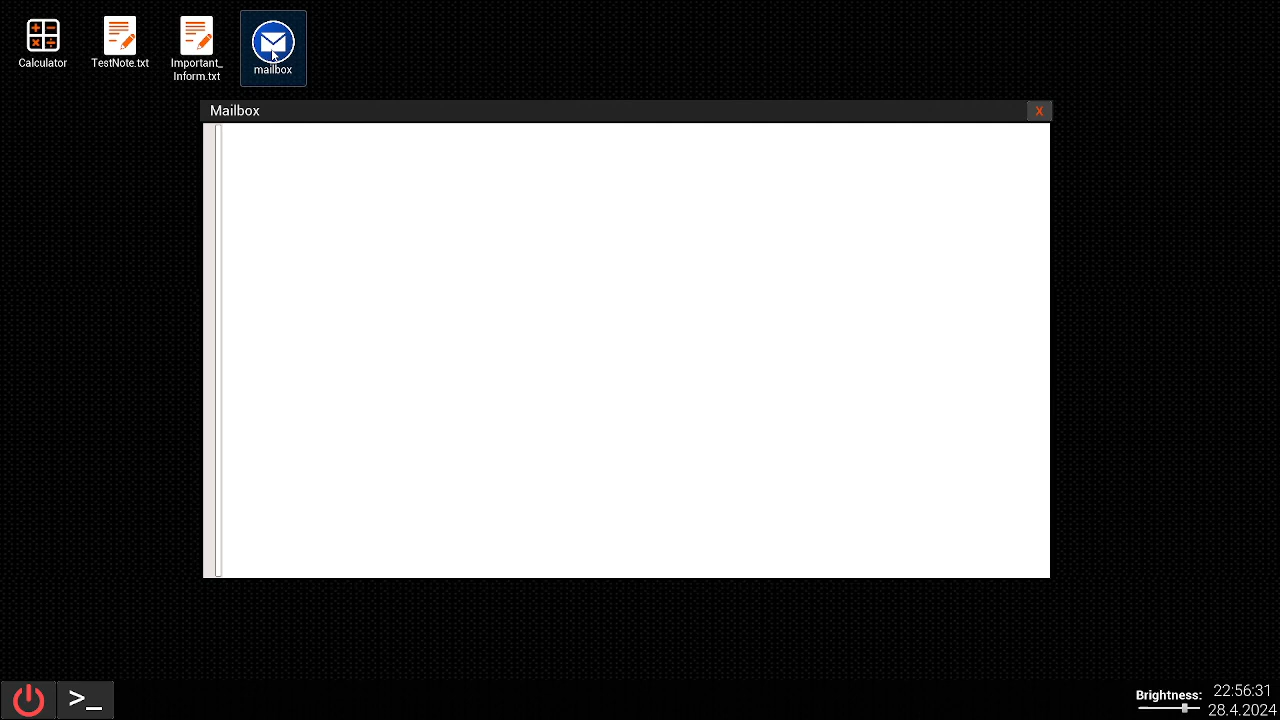 Calculator
TestNote.txt
Important_
Inform.txt
mailbox
Mailbox
X
>_
Brightness:
22:56:31
28.4.2024